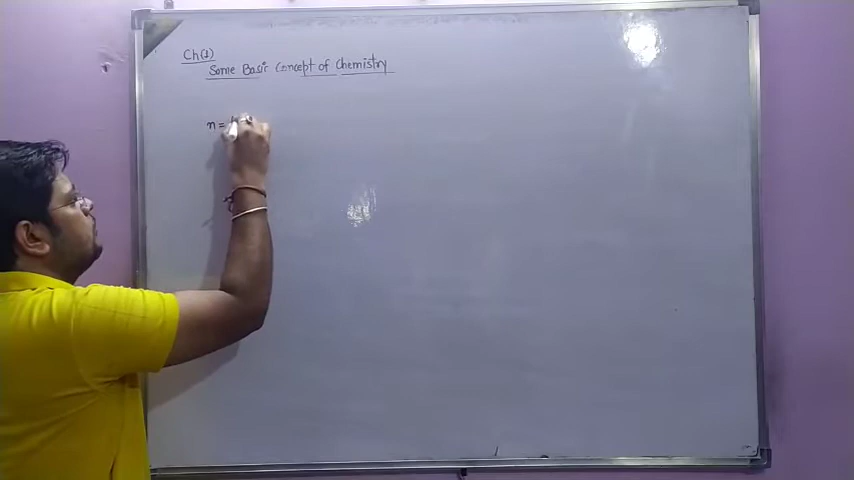 Ch(1)
Some Basic Concept of Chemistry
n =